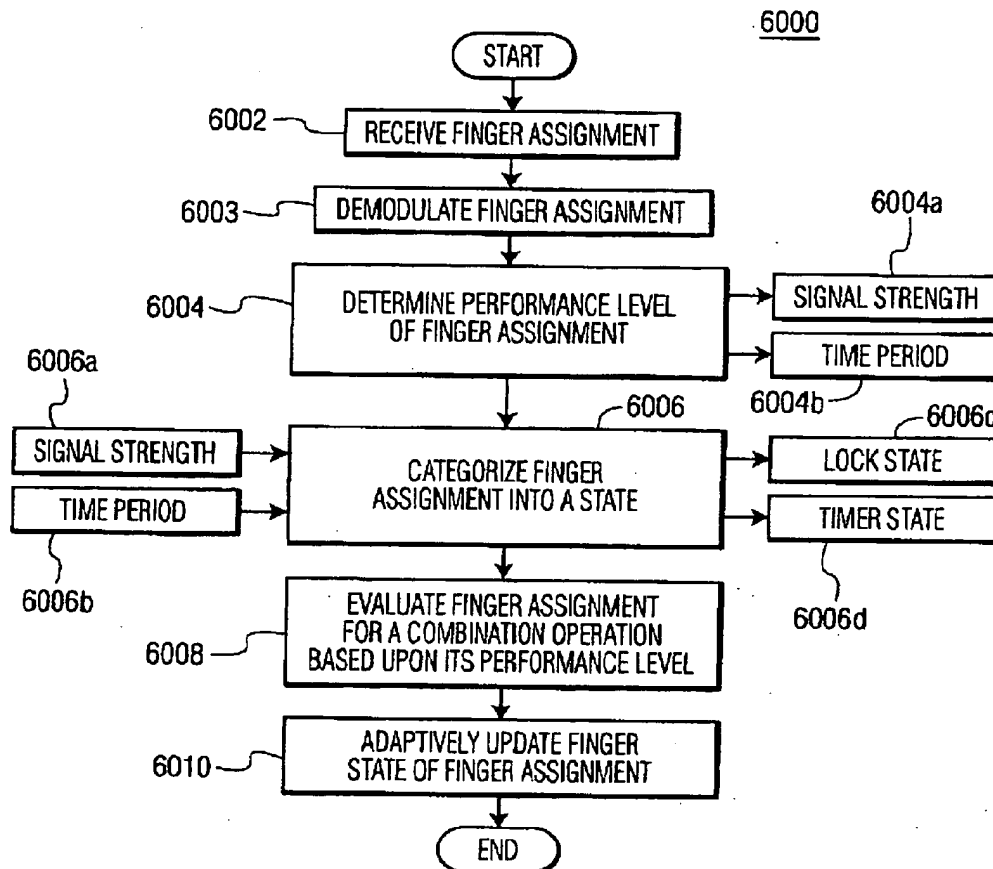 6000
START
6002
RECEIVE FINGER ASSIGNMENT
6003
DEMODULATE FINGER ASSIGNMENT
6004a
6004
DETERMINE PERFORMANCE LEVEL
OF FINGER ASSIGNMENT
SIGNAL STRENGTH
TIME PERIOD
6004b
6006a
6006
6006c
SIGNAL STRENGTH
TIME PERIOD
CATEGORIZE FINGER
ASSIGNMENT INTO A STATE
LOCK STATE
TIMER STATE
6006b
6006d
6008
EVALUATE FINGER ASSIGNMENT
FOR A COMBINATION OPERATION
BASED UPON ITS PERFORMANCE LEVEL
6010
ADAPTIVELY UPDATE FINGER
STATE OF FINGER ASSIGNMENT
END